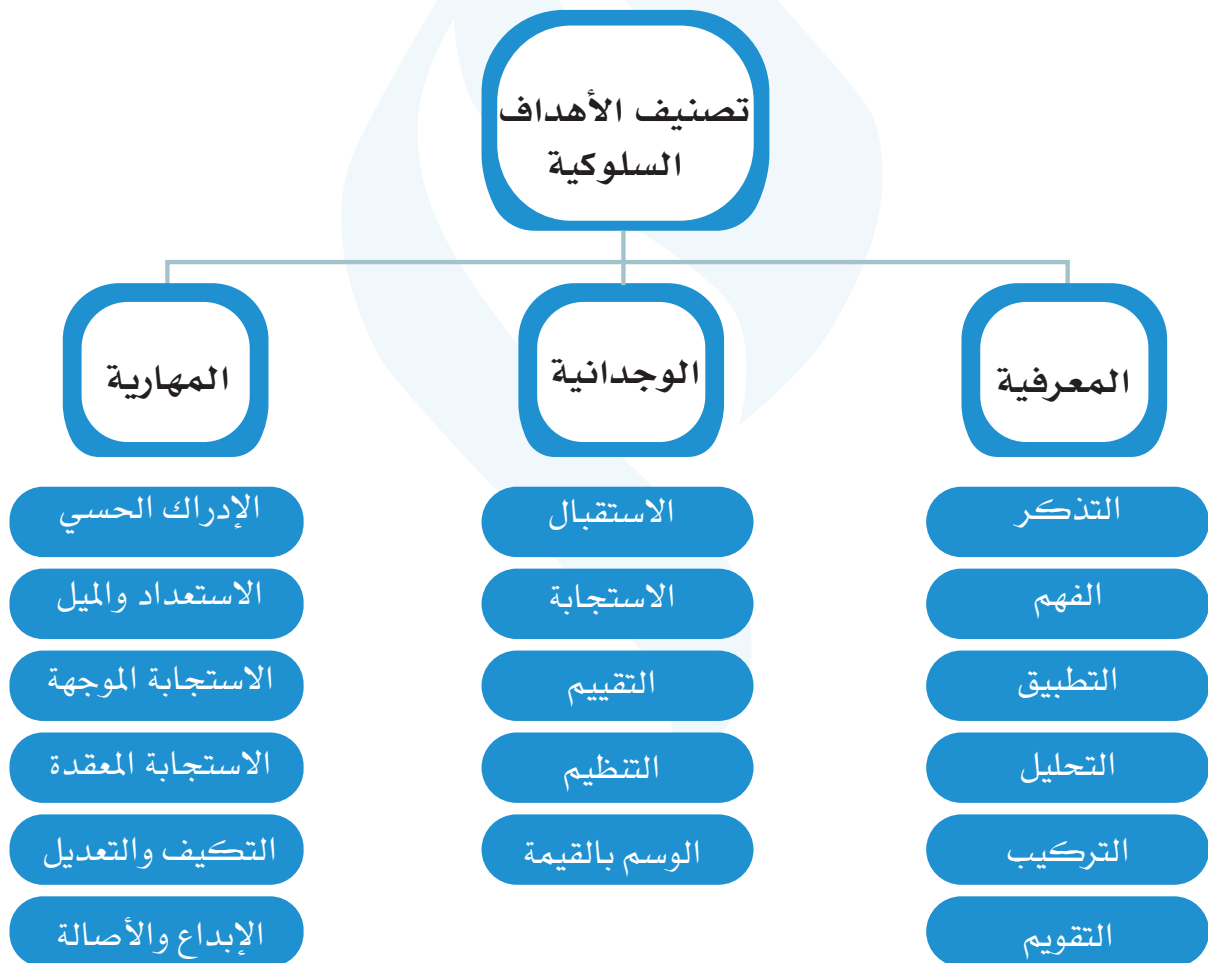 تصنيف الأهداف
السلوكية
المعرفية
التذكر
الفهم
التطبيق
التحليل
التركيب
التقويم
الوجدانية
الاستقبال
الاستجابة
التقييم
التنظيم
الوسم بالقيمة
المهارية
الإدراك الحسي
الاستعداد والميل
الاستجابة الموجهة
الاستجابة المعقدة
التكيف والتعديل
الإبداع والأصالة